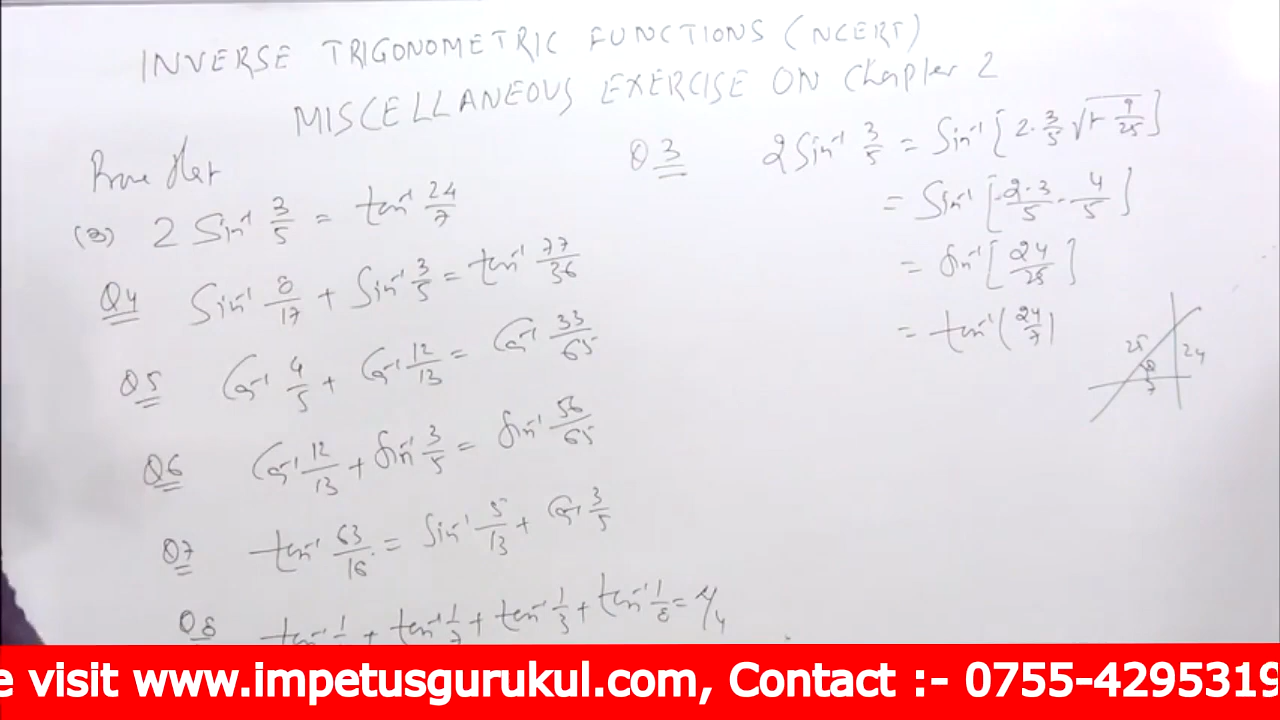 INVERSE TRIGONOMETRIC FUNCTIONS (NCERT)
MISCELLANEOUS EXERCISE ON Chapter 2
Prove that
(3) 2 Sin⁻¹ 3/5 = tan⁻¹ 24/7
Q4 Sin⁻¹ 8/17 + Sin⁻¹ 3/5 = tan⁻¹ 77/36
Q5 Cos⁻¹ 4/5 + Cos⁻¹ 12/13 = Cos⁻¹ 33/65
Q6 Cos⁻¹ 12/13 + Sin⁻¹ 3/5 = Sin⁻¹ 56/65
Q7 tan⁻¹ 63/16 = Sin⁻¹ 5/13 + Cos⁻¹ 3/5
Q8 tan⁻¹ 1/ + tan⁻¹ 1/7 + tan⁻¹ 1/3 + tan⁻¹ 1/8 = π/4
Q3 2 Sin⁻¹ 3/5 = Sin⁻¹ [2 · 3/5 √1 - 9/25]
= Sin⁻¹ [2·3/5 · 4/5]
= Sin⁻¹ [24/25]
= tan⁻¹ (24/7)
25
24
θ
7
e visit www.impetusgurukul.com, Contact :- 0755-4295319